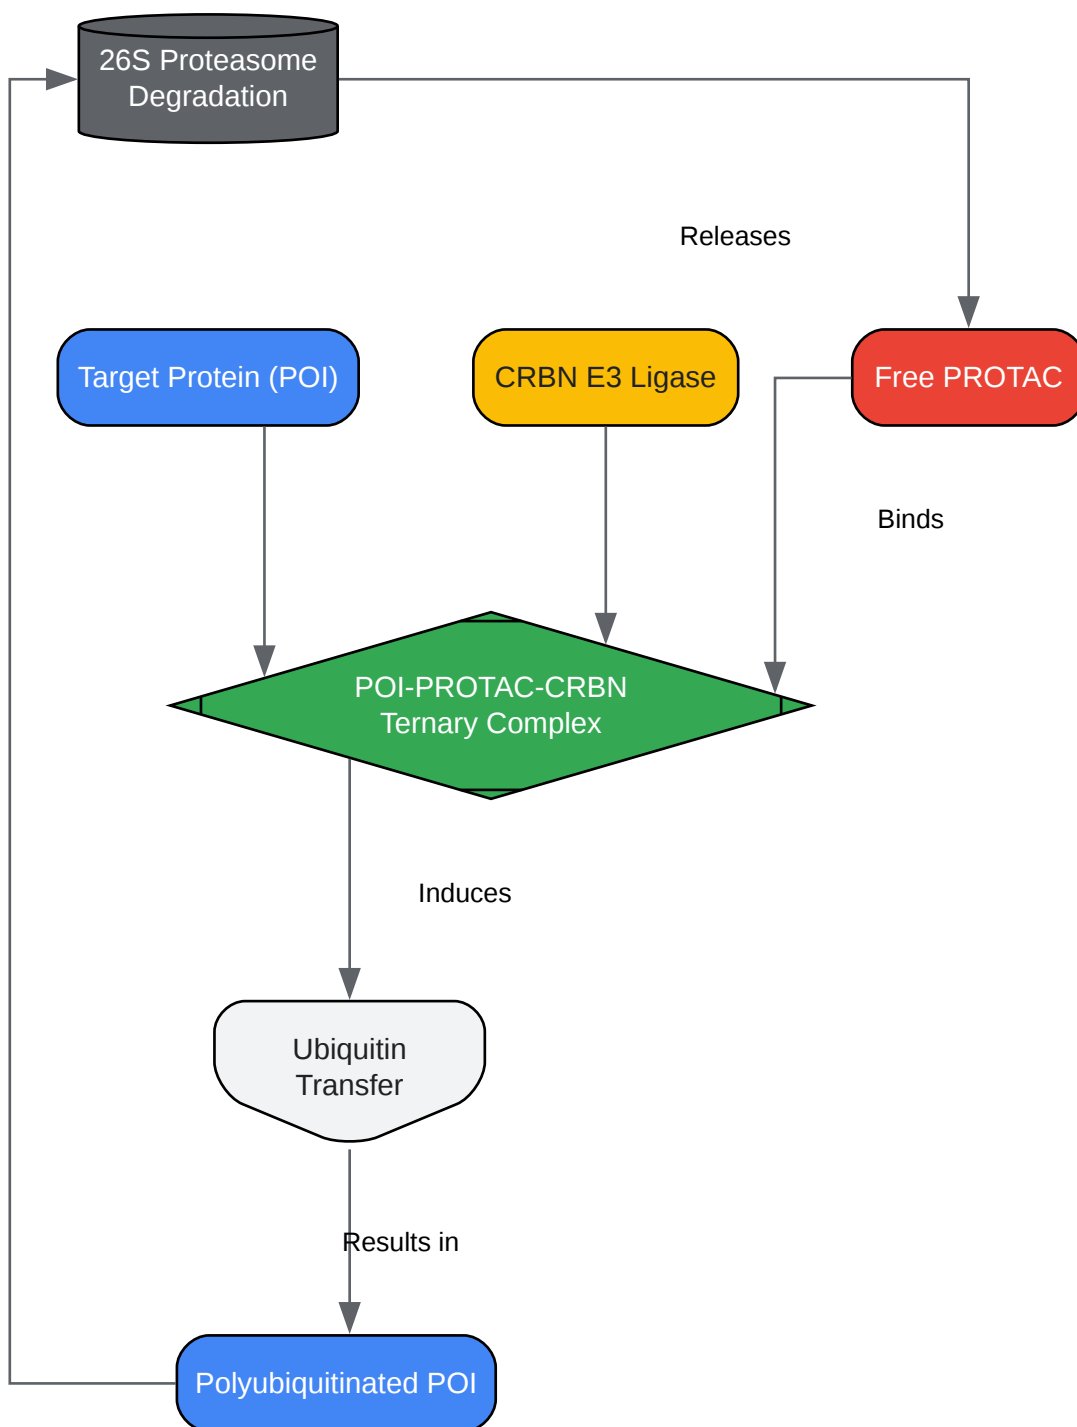 26S Proteasome
Degradation
Releases
Target Protein (POI)
CRBN E3 Ligase
Free PROTAC
Binds
POI-PROTAC-CRBN
Ternary Complex
Induces
Ubiquitin
Transfer
Results in
Polyubiquitinated POI